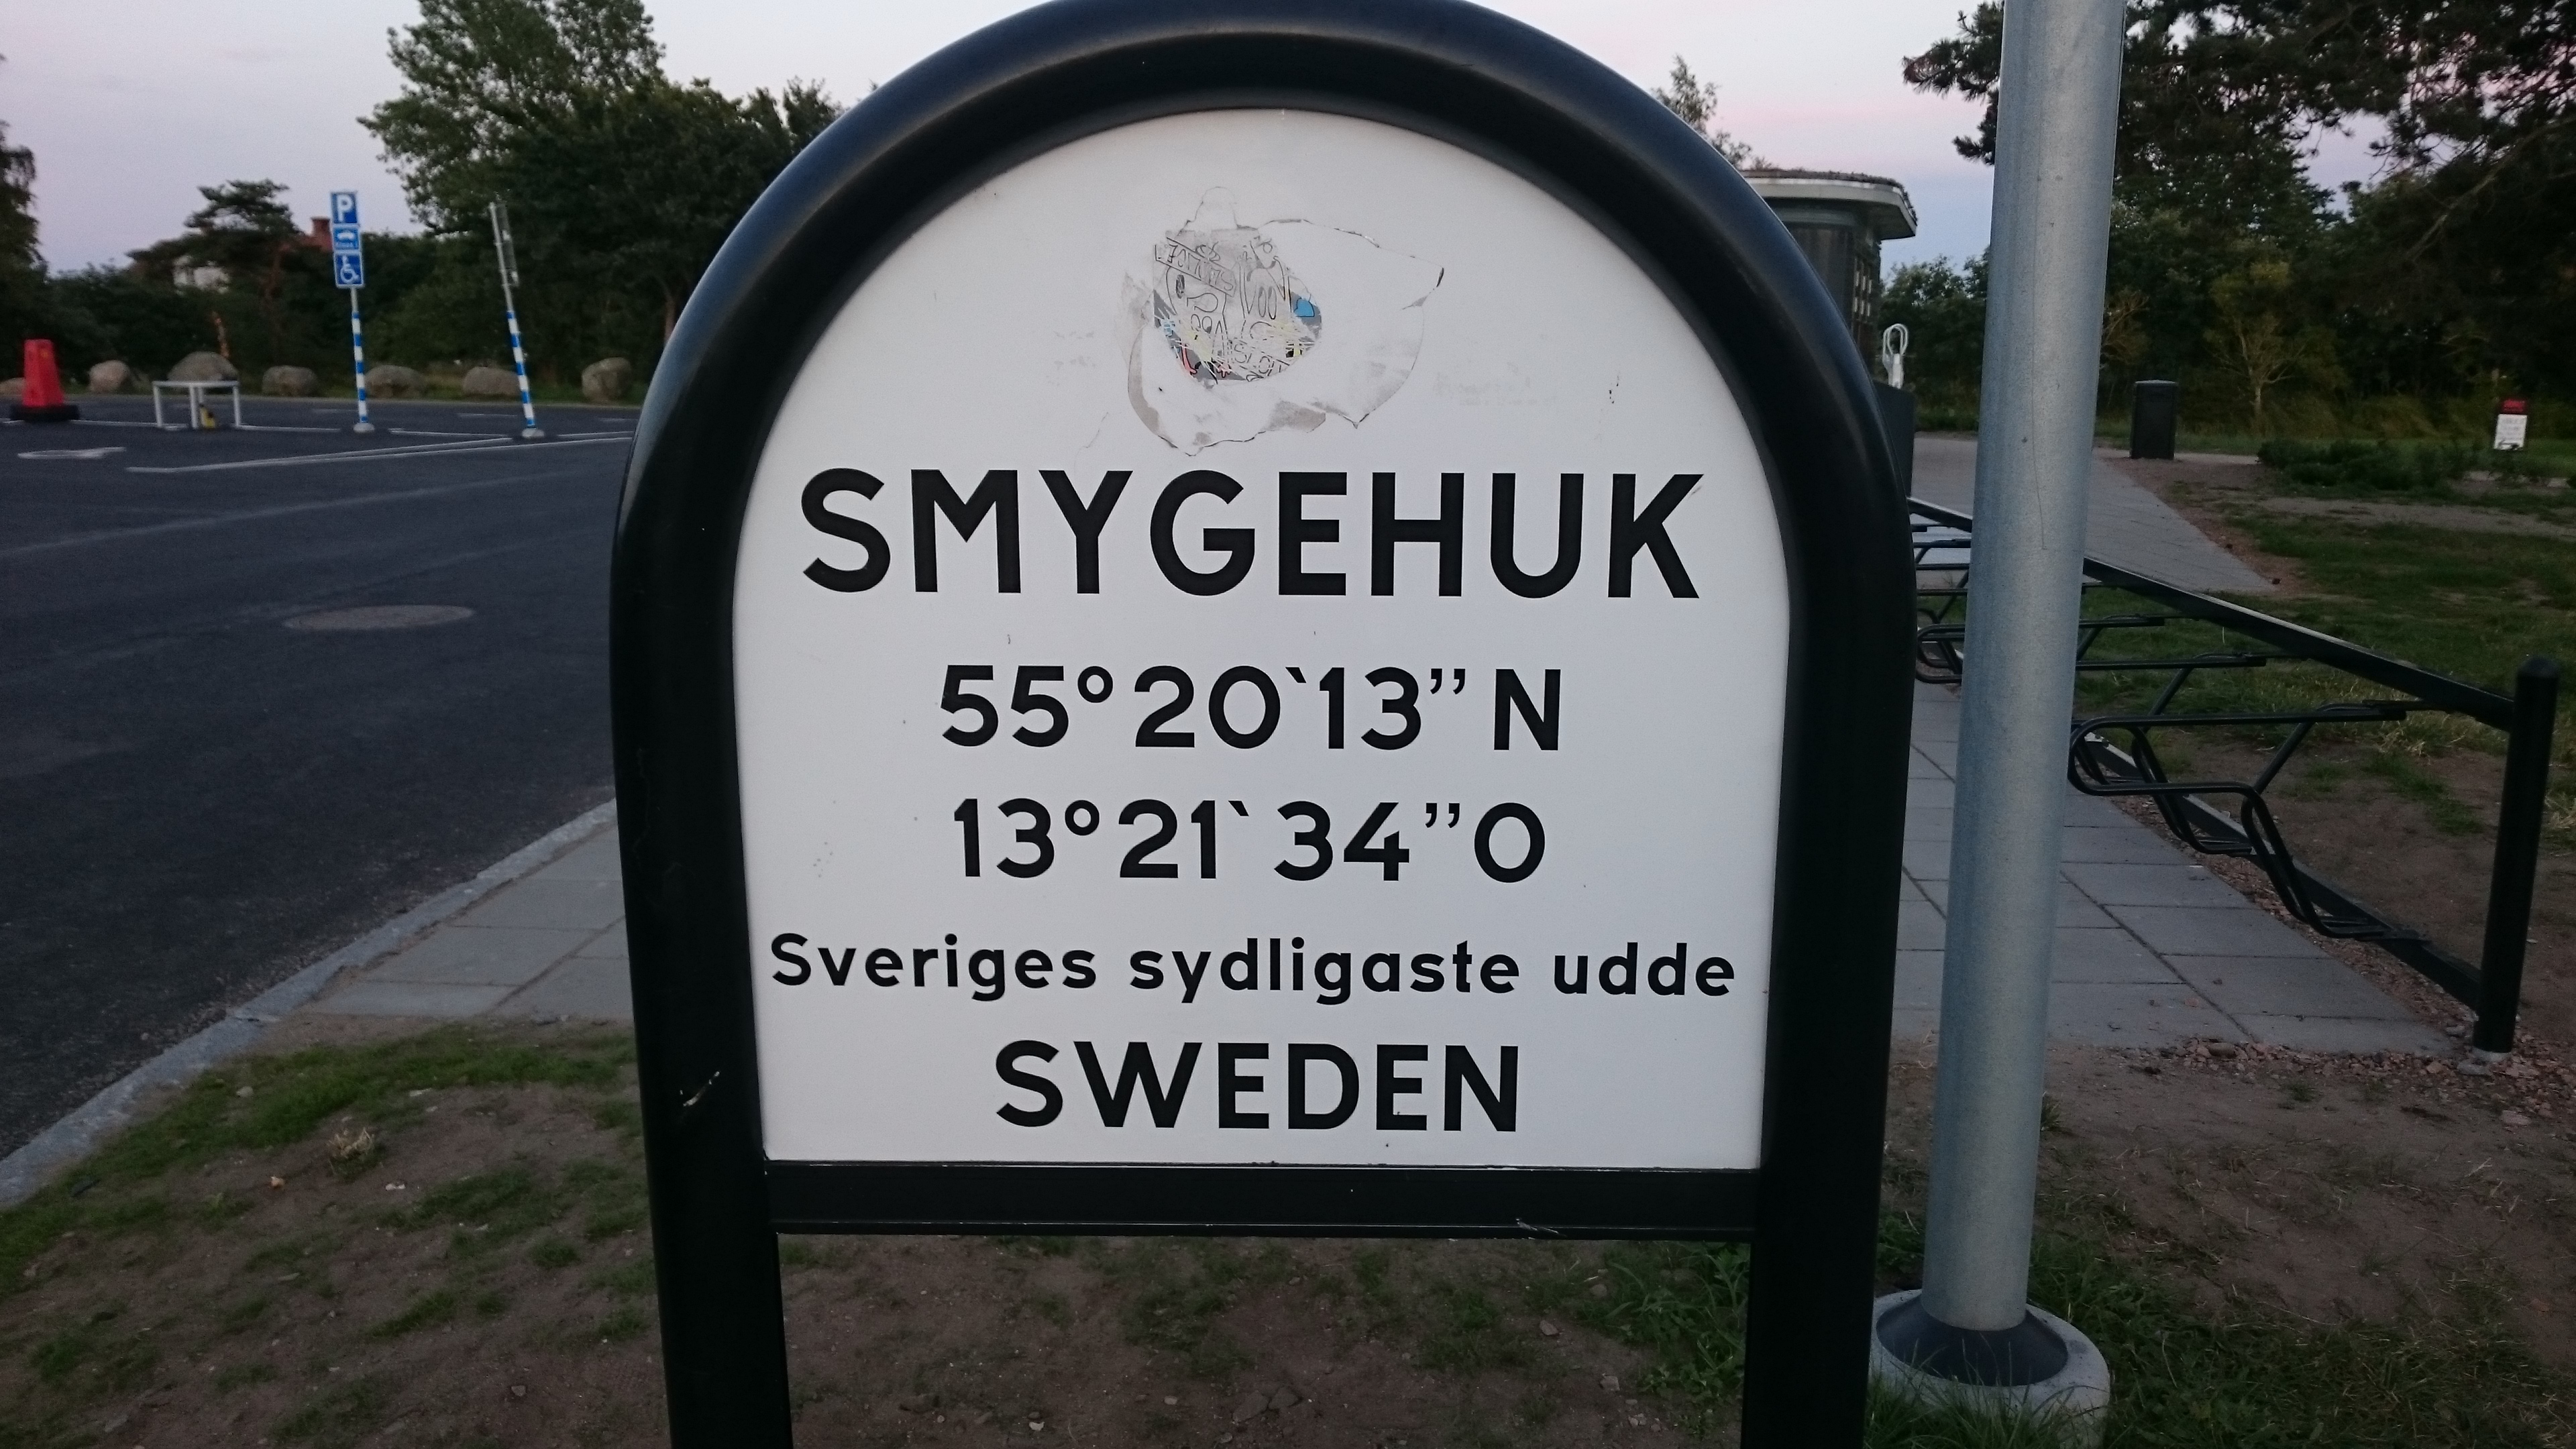 P
SMYGEHUK
55°20`13”N
13°21`34”O
Sveriges sydligaste udde
SWEDEN